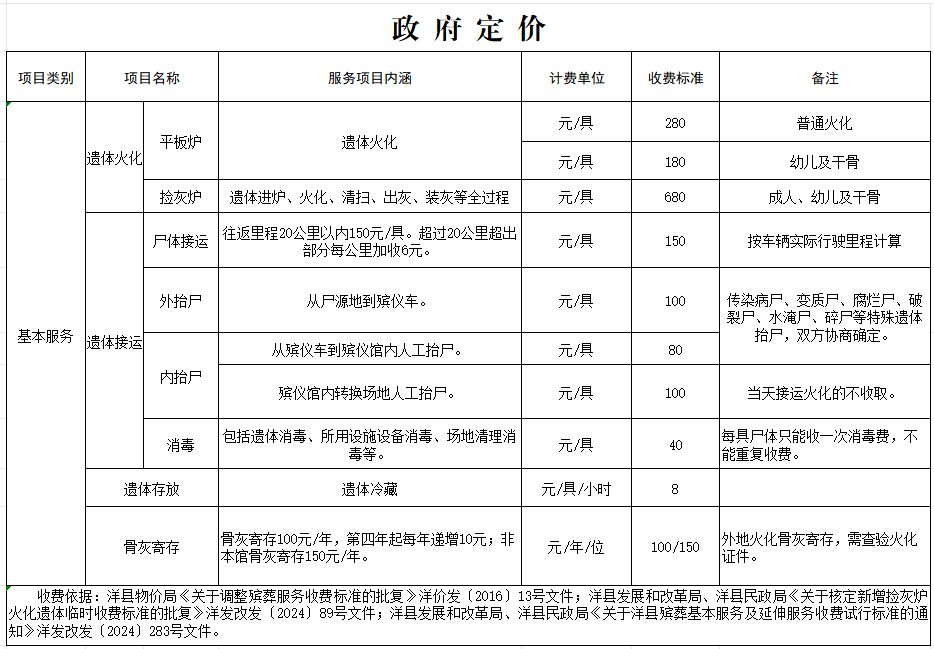 政府定价
项目类别 项目名称 服务项目内涵 计费单位 收费标准 备注
基本服务
遗体火化
平板炉
遗体火化
元/具 280 普通火化
元/具 180 幼儿及干骨
捡灰炉 遗体进炉、火化、清扫、出灰、装灰等全过程 元/具 680 成人、幼儿及干骨
遗体接运
尸体接运
往返里程20公里以内150元/具。超过20公里超出
部分每公里加收6元。
元/具 150 按车辆实际行驶里程计算
外抬尸 从尸源地到殡仪车。 元/具 100
传染病尸、变质尸、腐烂尸、破
裂尸、水淹尸、碎尸等特殊遗体
抬尸，双方协商确定。
内抬尸
从殡仪车到殡仪馆内人工抬尸。 元/具 80
殡仪馆内转换场地人工抬尸。 元/具 100 当天接运火化的不收取。
消毒
包括遗体消毒、所用设施设备消毒、场地清理消
毒等。
元/具 40
每具尸体只能收一次消毒费，不
能重复收费。
遗体存放 遗体冷藏 元/具/小时 8
骨灰寄存
骨灰寄存100元/年，第四年起每年递增10元；非
本馆骨灰寄存150元/年。
元/年/位 100/150
外地火化骨灰寄存，需查验火化
证件。
收费依据：洋县物价局《关于调整殡葬服务收费标准的批复》洋价发〔2016〕13号文件；洋县发展和改革局、洋县民政局《关于核定新增捡灰炉
火化遗体临时收费标准的批复》洋发改发〔2024〕89号文件；洋县发展和改革局、洋县民政局《关于洋县殡葬基本服务及延伸服务收费试行标准的通
知》洋发改发〔2024〕283号文件。